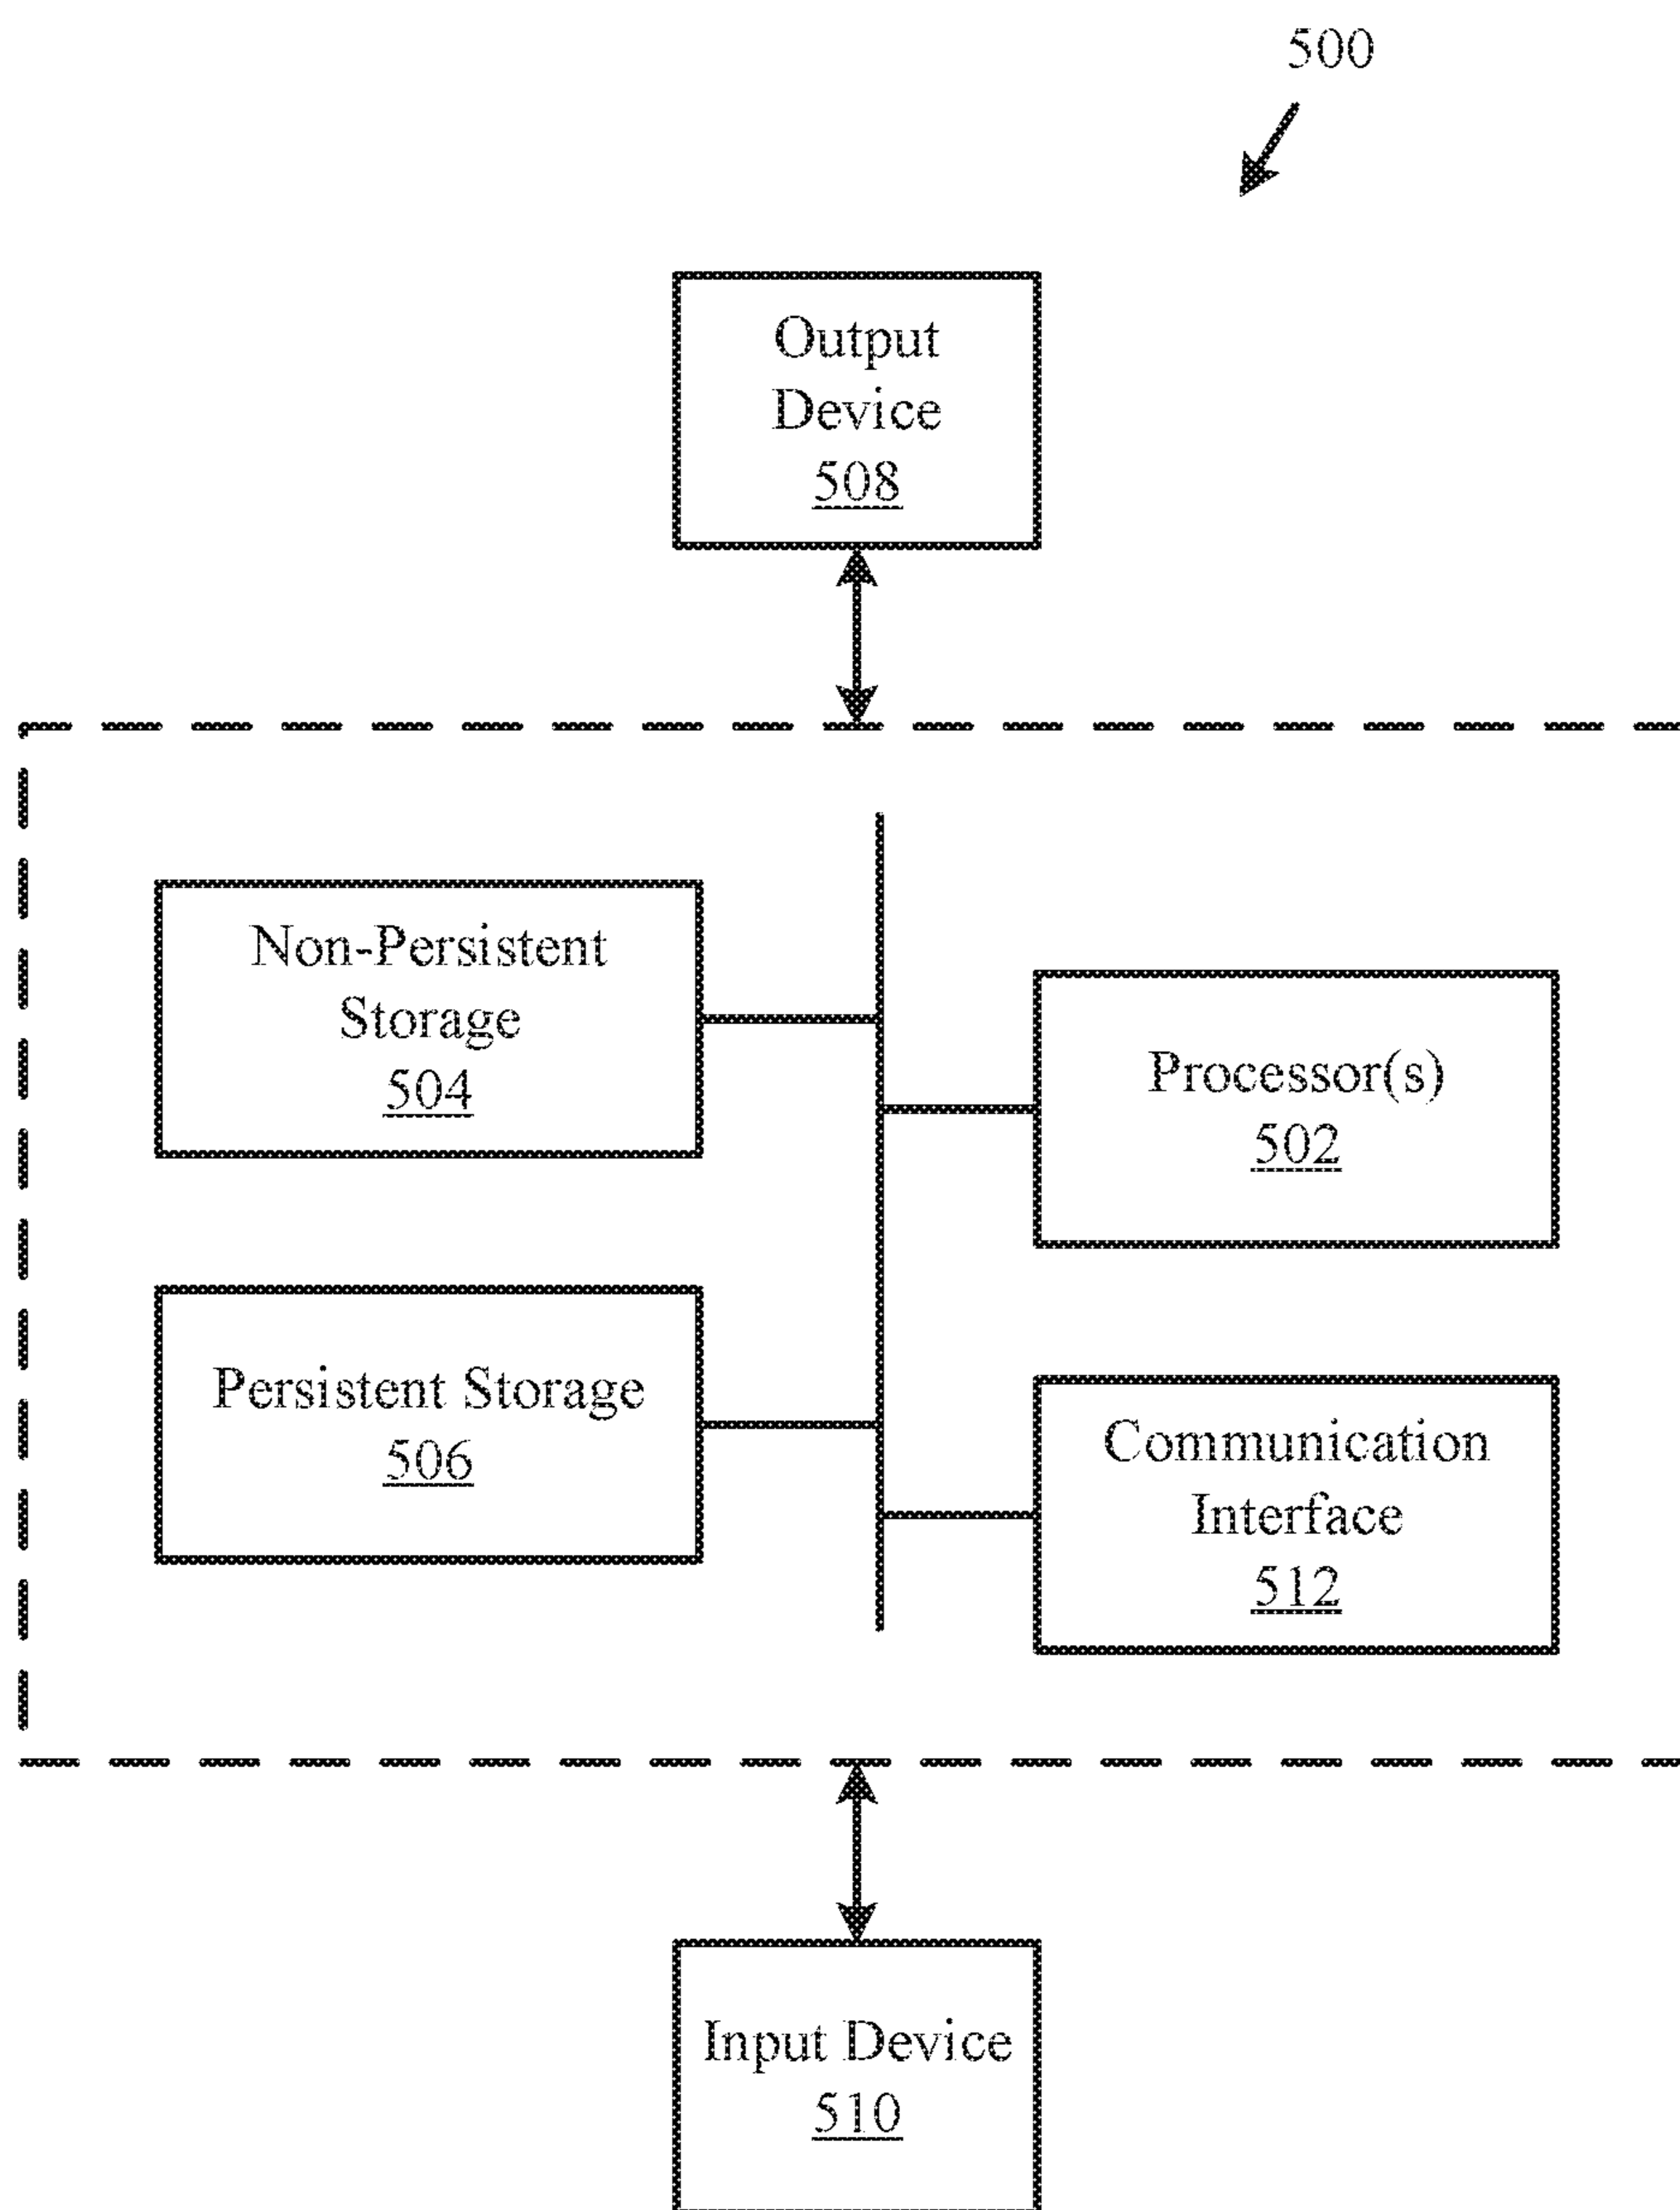 500
Output
Device
508
Non-Persistent
Storage
504
Processor(s)
502
Persistent Storage
506
Communication
Interface
512
Input Device
510